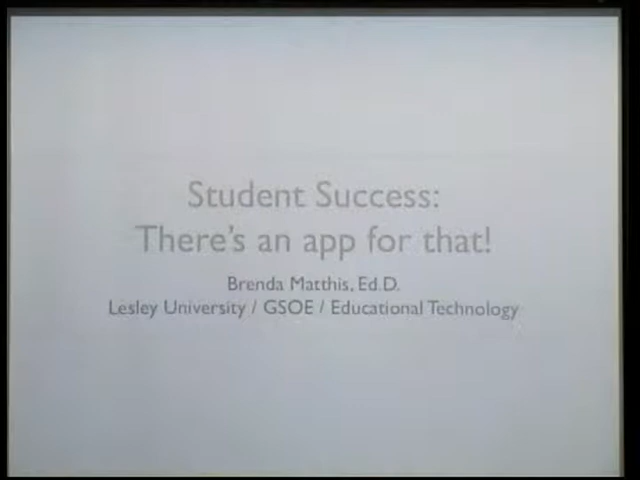 Student Success:
There's an app for that!
Brenda Matthis, Ed.D.
Lesley University / GSOE / Educational Technology